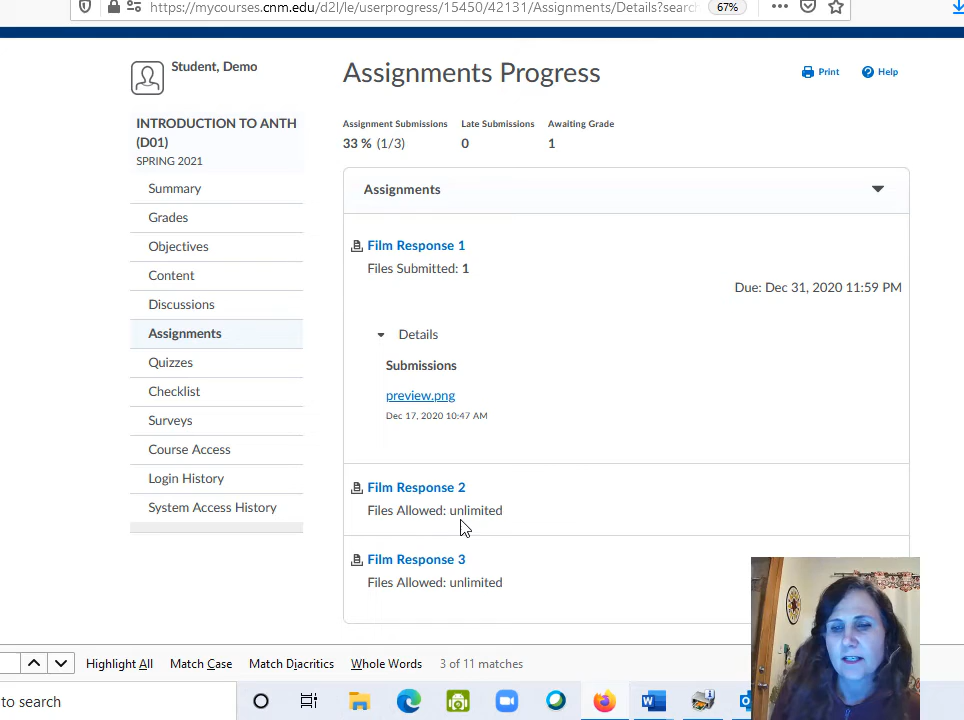 https://mycourses.cnm.edu/d2l/le/userprogress/15450/42131/Assignments/Details?searc
67%
Student, Demo
Assignments Progress
Print
Help
INTRODUCTION TO ANTH
(D01)
SPRING 2021
Assignment Submissions
Late Submissions
Awaiting Grade
33 % (1/3)
0
1
Summary
Grades
Objectives
Content
Discussions
Assignments
Quizzes
Checklist
Surveys
Course Access
Login History
System Access History
Assignments
Film Response 1
Files Submitted: 1
Due: Dec 31, 2020 11:59 PM
Details
Submissions
preview.png
Dec 17, 2020 10:47 AM
Film Response 2
Files Allowed: unlimited
Film Response 3
Files Allowed: unlimited
Highlight All
Match Case
Match Diacritics
Whole Words
3 of 11 matches
to search